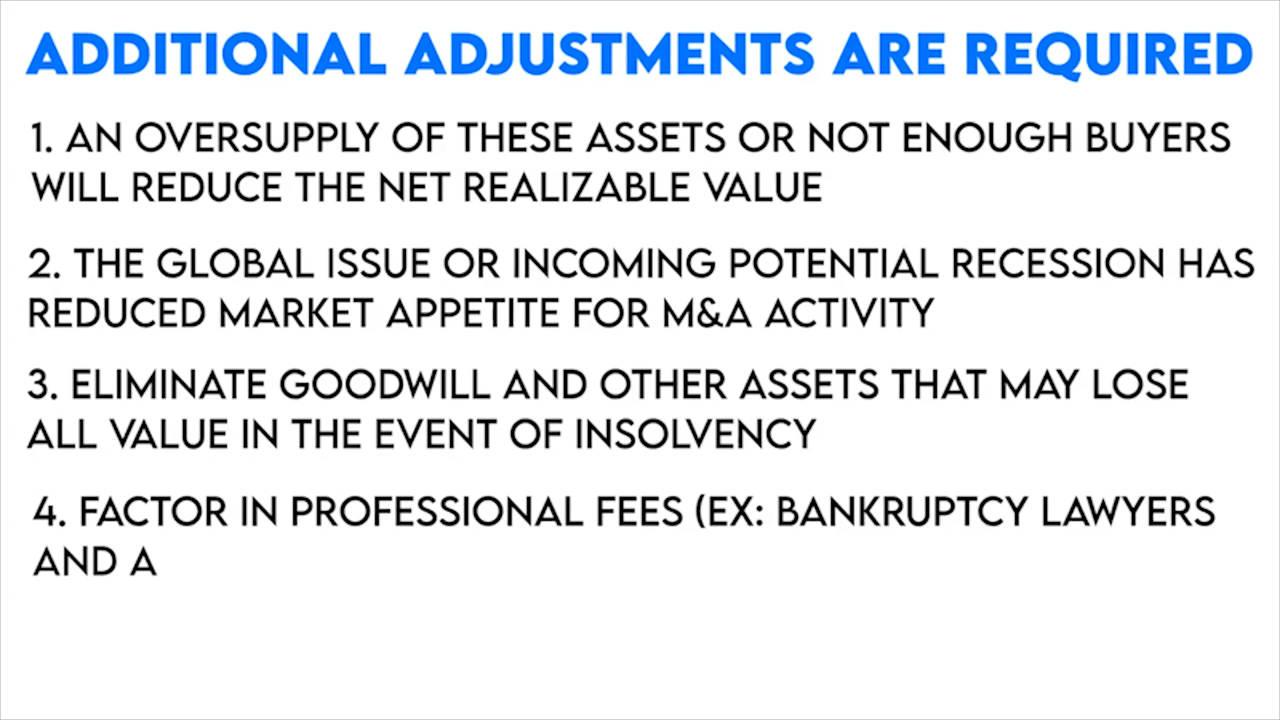 ADDITIONAL ADJUSTMENTS ARE REQUIRED
1. AN OVERSUPPLY OF THESE ASSETS OR NOT ENOUGH BUYERS
WILL REDUCE THE NET REALIZABLE VALUE
2. THE GLOBAL ISSUE OR INCOMING POTENTIAL RECESSION HAS
REDUCED MARKET APPETITE FOR M&A ACTIVITY
3. ELIMINATE GOODWILL AND OTHER ASSETS THAT MAY LOSE
ALL VALUE IN THE EVENT OF INSOLVENCY
4. FACTOR IN PROFESSIONAL FEES (EX: BANKRUPTCY LAWYERS
AND A